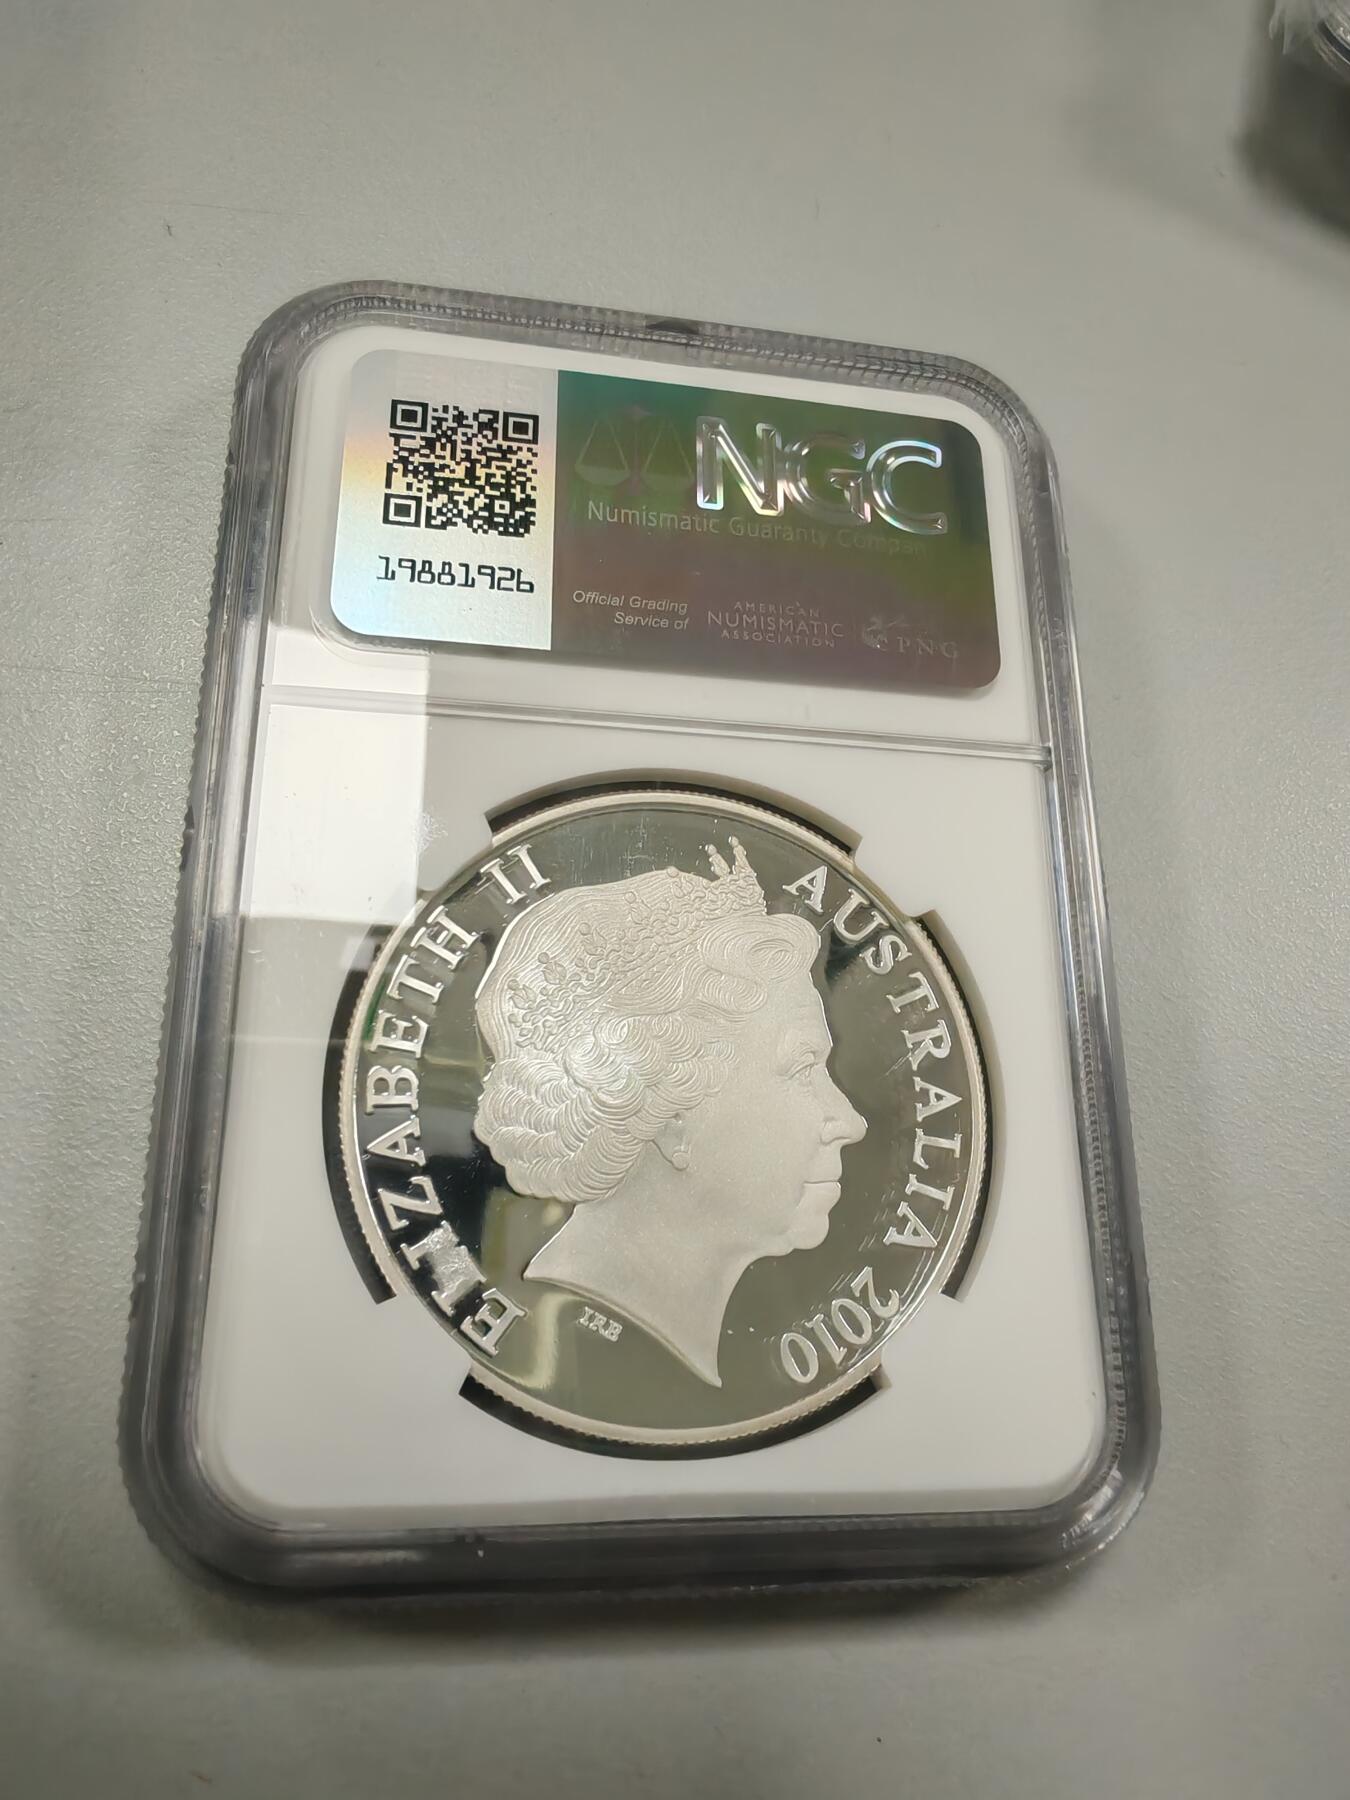 NGC
Numismatic Guaranty Company
19881926
Official Grading
Service of
AMERICAN
NUMISMATIC
ASSOCIATION
PNG
ELIZABETH II
AUSTRALIA 2010
IRB